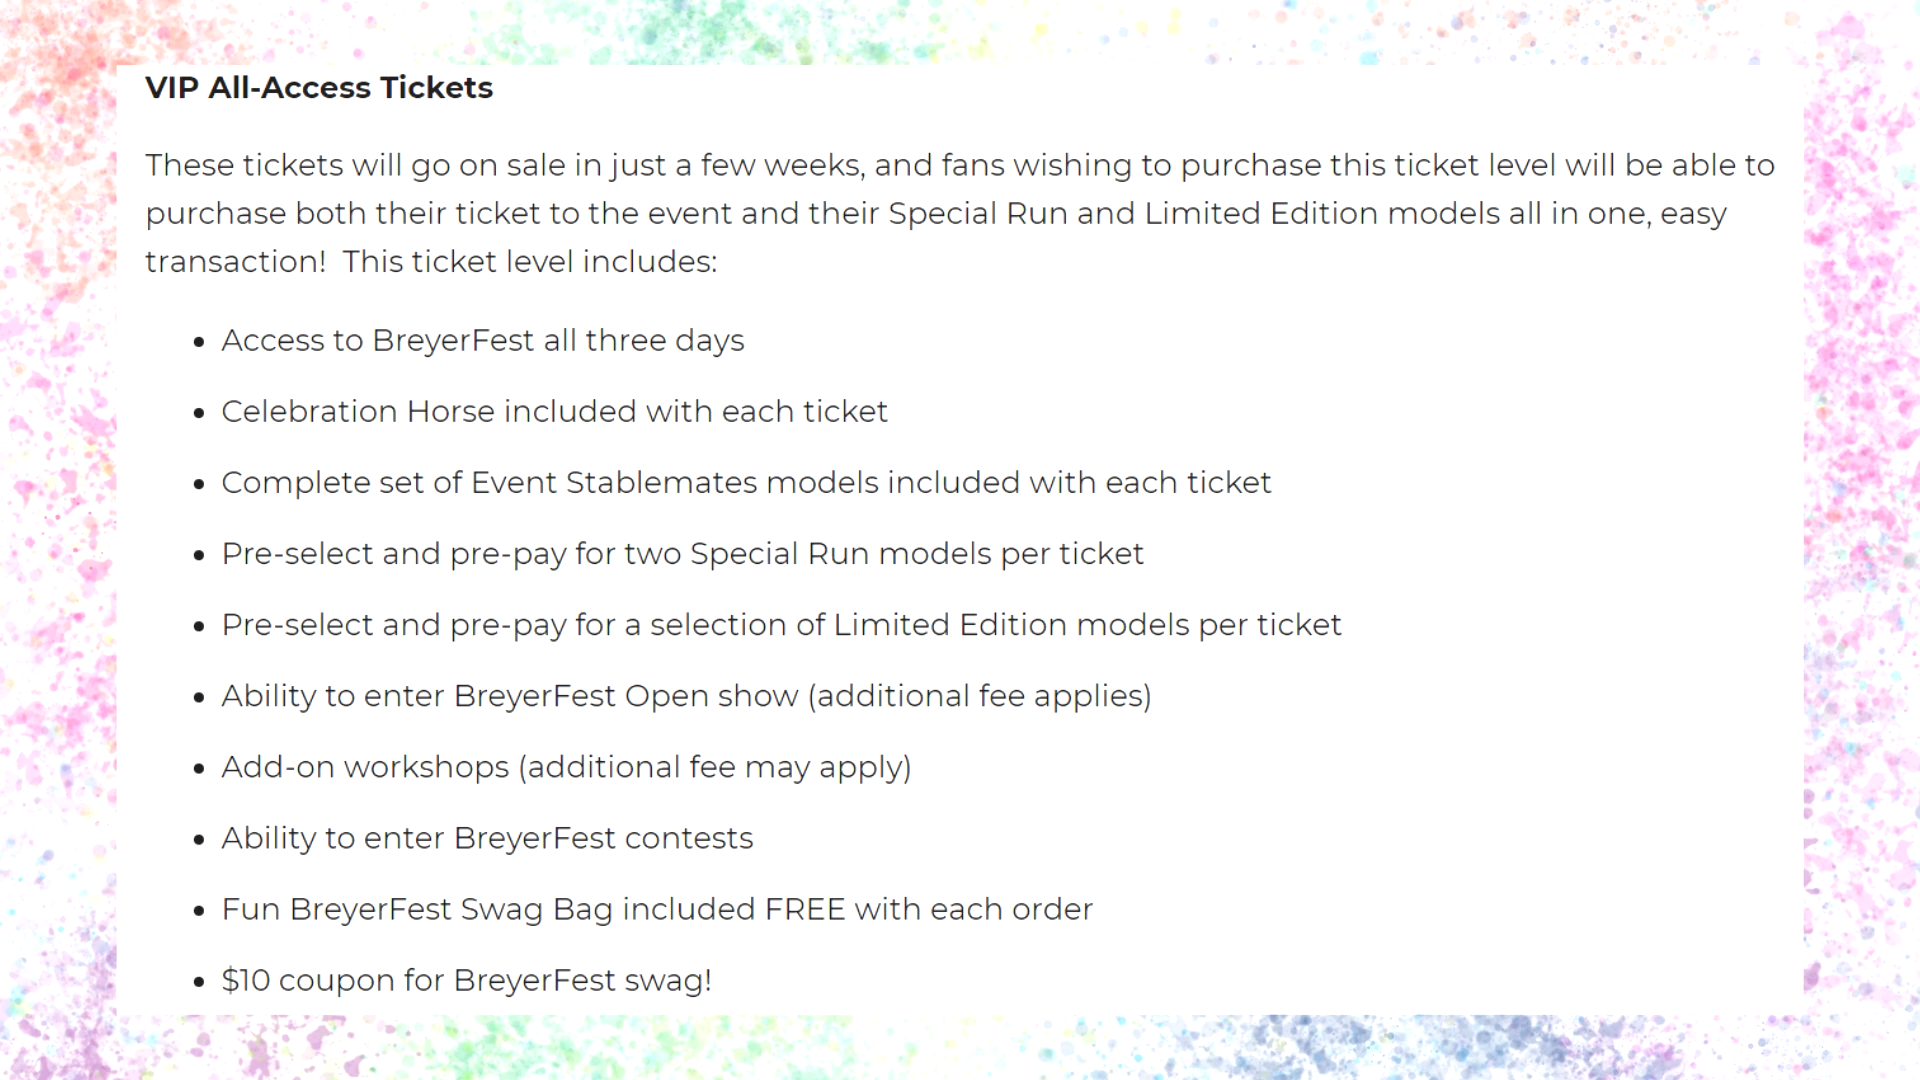 VIP All-Access Tickets
These tickets will go on sale in just a few weeks, and fans wishing to purchase this ticket level will be able to
purchase both their ticket to the event and their Special Run and Limited Edition models all in one, easy
transaction!  This ticket level includes:
• Access to BreyerFest all three days
• Celebration Horse included with each ticket
• Complete set of Event Stablemates models included with each ticket
• Pre-select and pre-pay for two Special Run models per ticket
• Pre-select and pre-pay for a selection of Limited Edition models per ticket
• Ability to enter BreyerFest Open show (additional fee applies)
• Add-on workshops (additional fee may apply)
• Ability to enter BreyerFest contests
• Fun BreyerFest Swag Bag included FREE with each order
• $10 coupon for BreyerFest swag!